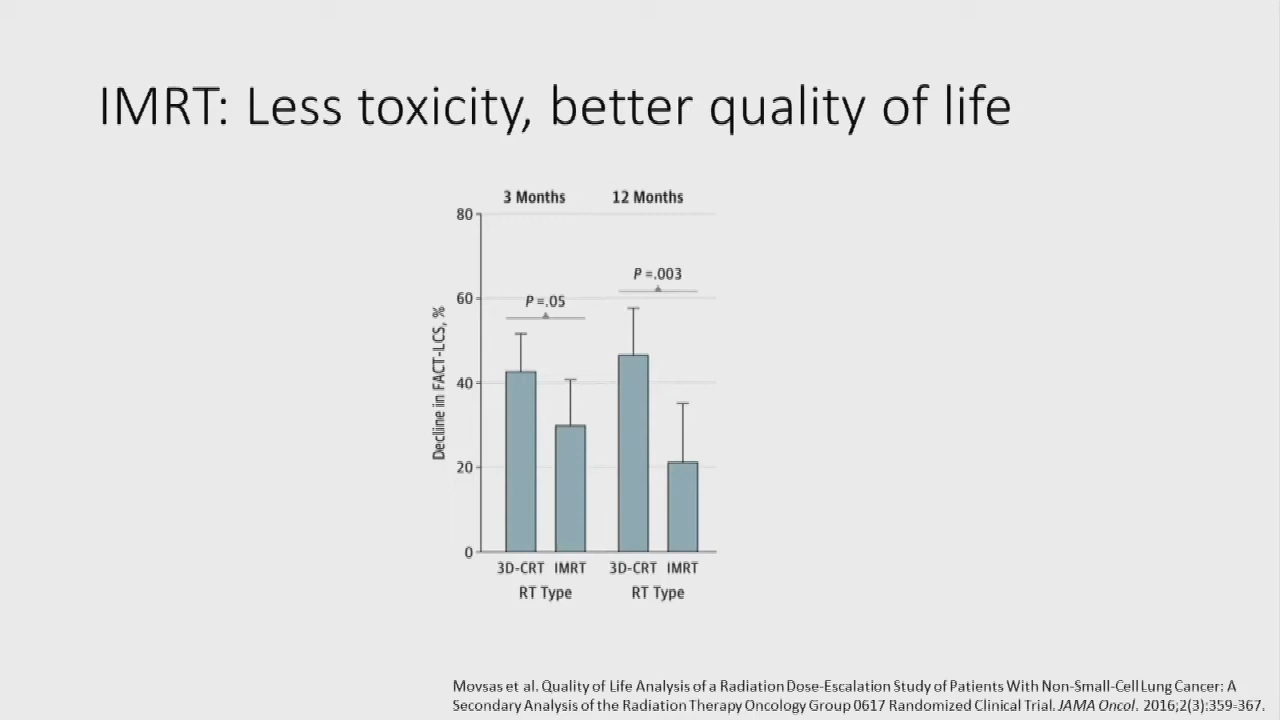 IMRT: Less toxicity, better quality of life
3 Months 12 Months
80
P =.003
60
P =.05
Decline in FACT-LCS, %
40
20
0
3D-CRT IMRT 3D-CRT IMRT
RT Type RT Type
Movsas et al. Quality of Life Analysis of a Radiation Dose-Escalation Study of Patients With Non-Small-Cell Lung Cancer: A
Secondary Analysis of the Radiation Therapy Oncology Group 0617 Randomized Clinical Trial. JAMA Oncol. 2016;2(3):359-367.